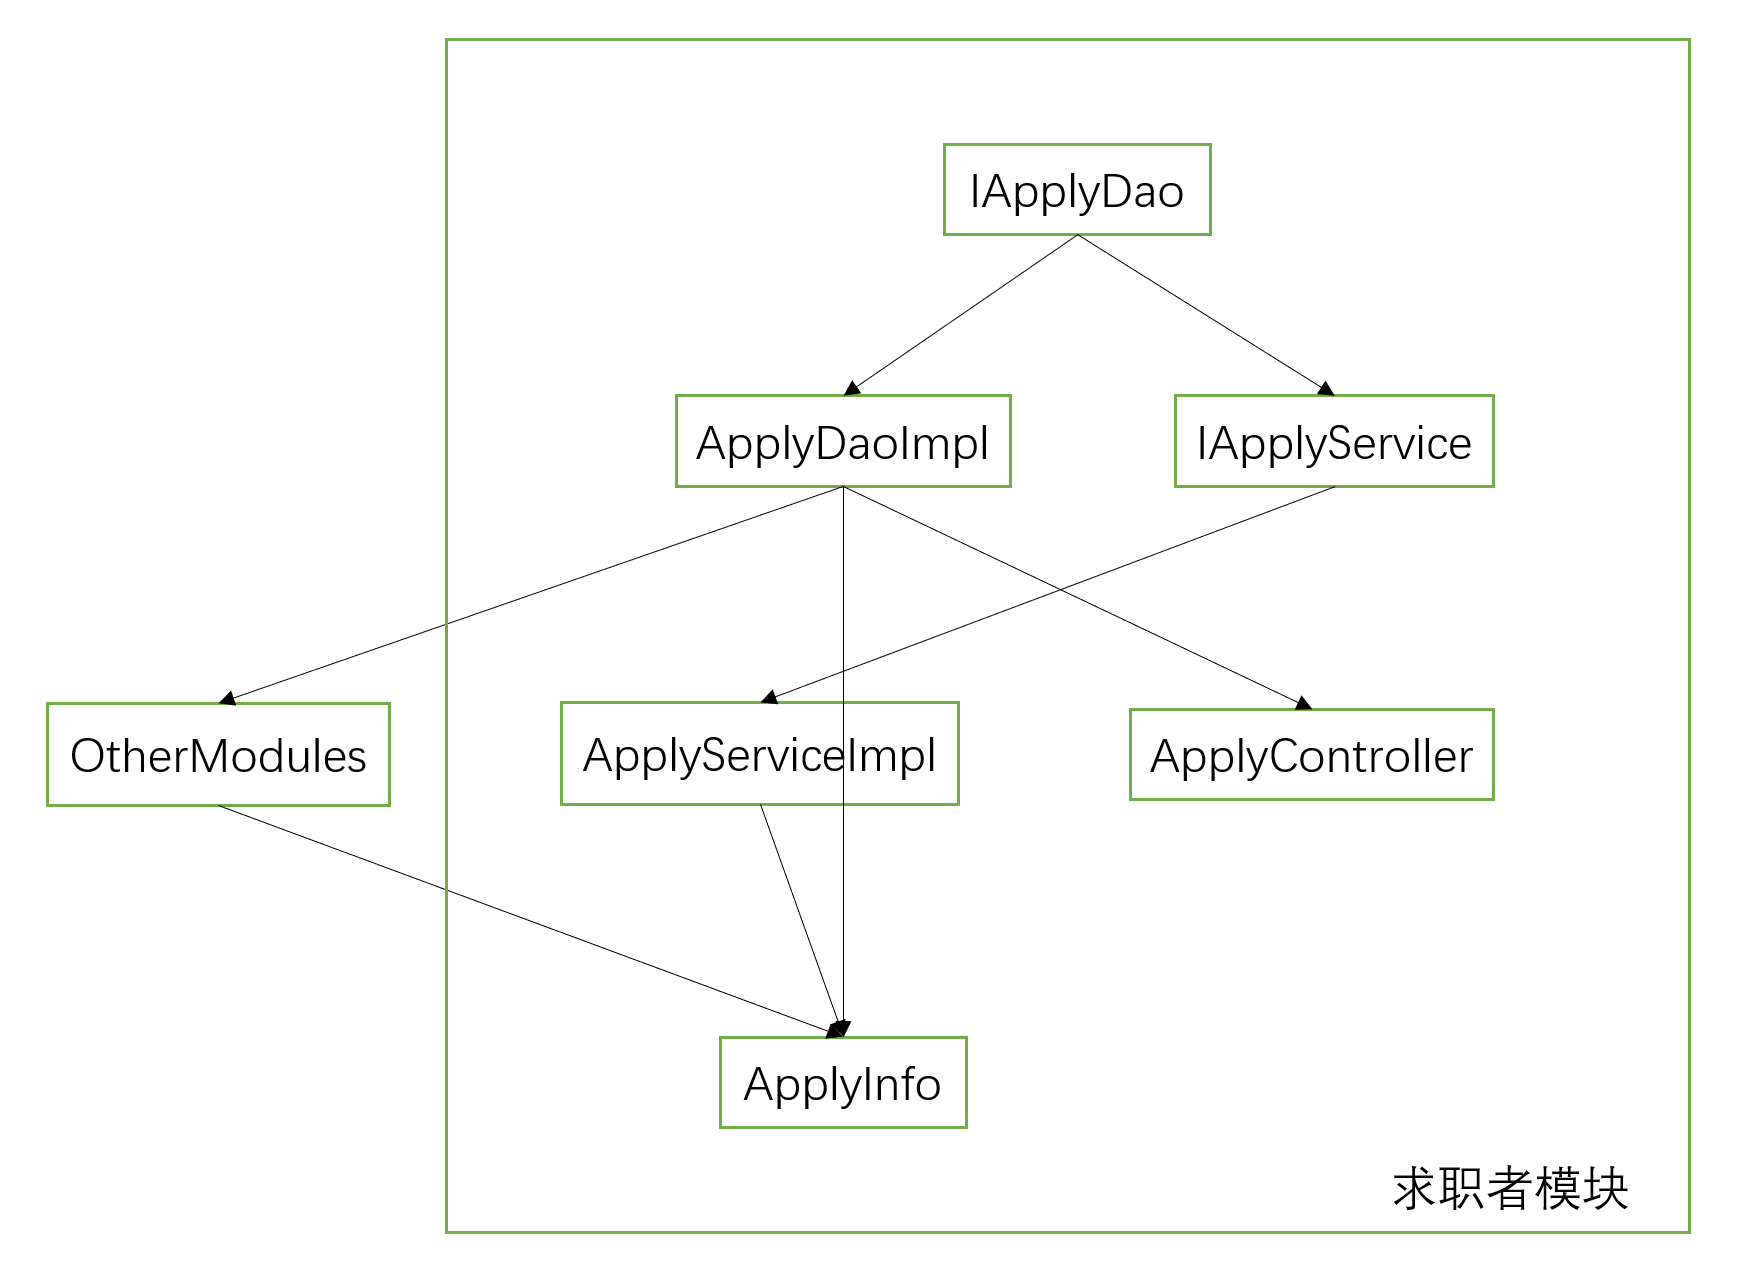 IApplyDao
ApplyDaoImpl
IApplyService
OtherModules
ApplyServiceImpl
ApplyController
ApplyInfo
求职者模块